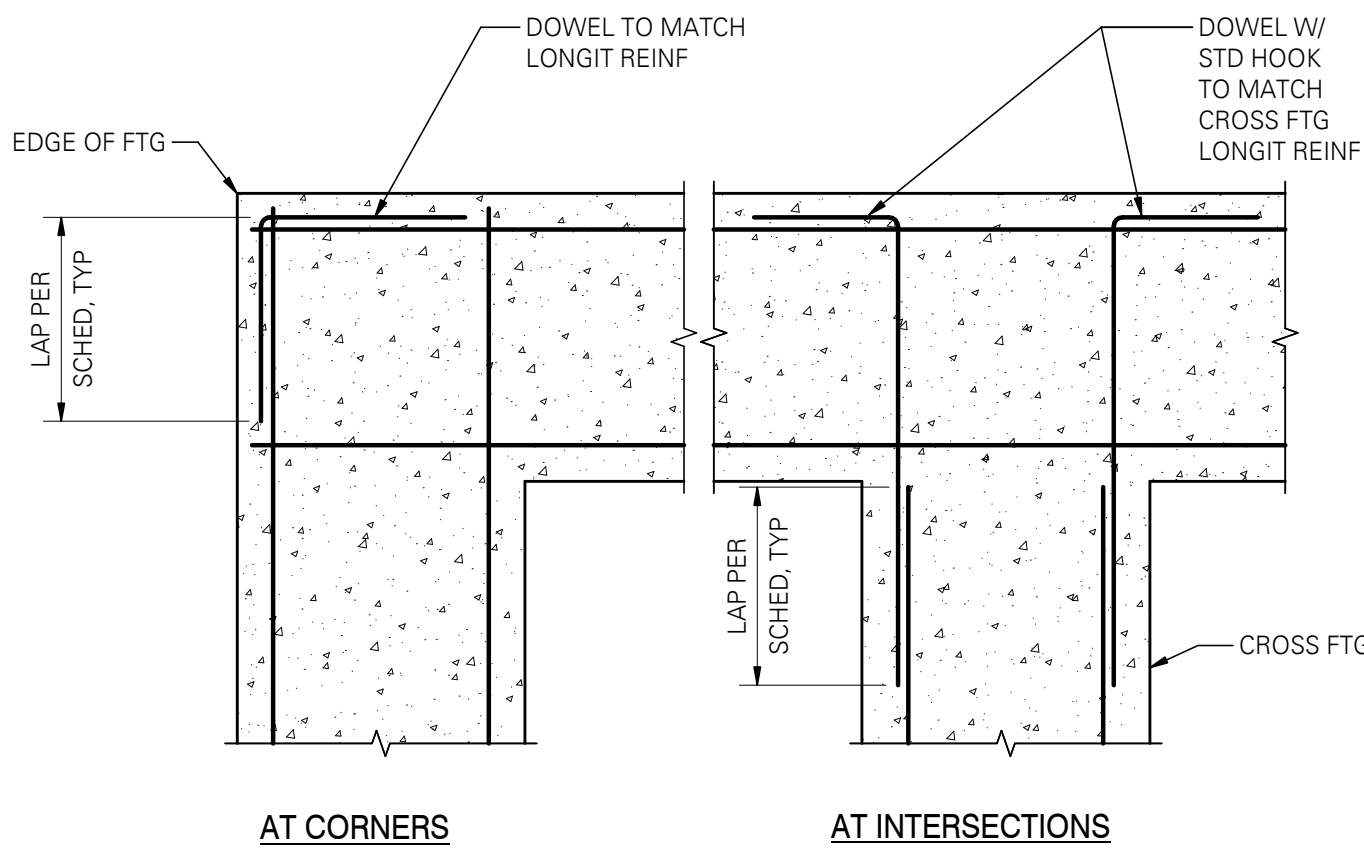 DOWEL TO MATCH
LONGIT REINF
EDGE OF FTG
LAP PER
SCHED, TYP
AT CORNERS
DOWEL W/
STD HOOK
TO MATCH
CROSS FTG
LONGIT REINF
LAP PER
SCHED, TYP
CROSS FTG
AT INTERSECTIONS